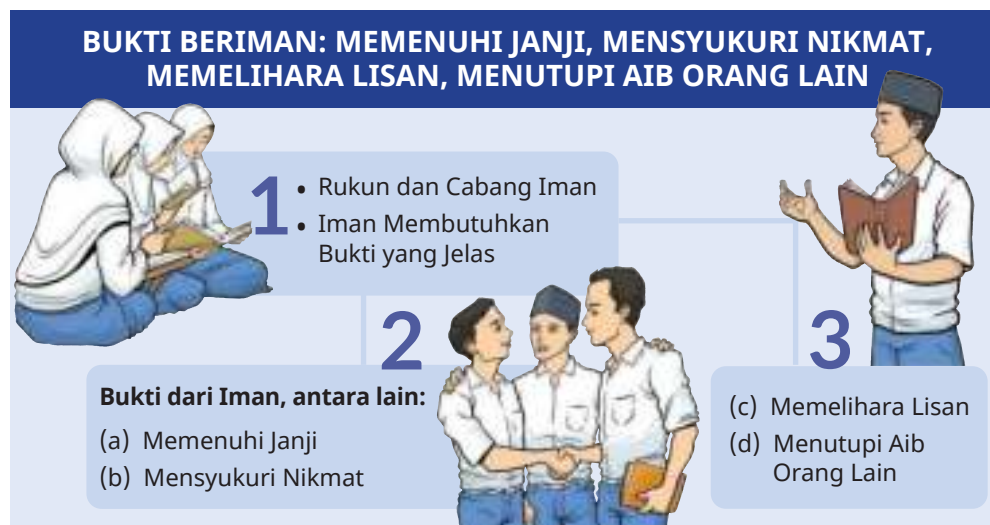 BUKTI BERIMAN: MEMENUHI JANJI, MENSYUKURI NIKMAT,
MEMELIHARA LISAN, MENUTUPI AIB ORANG LAIN
1
• Rukun dan Cabang Iman
• Iman Membutuhkan
Bukti yang Jelas
2
Bukti dari Iman, antara lain:
(a) Memenuhi Janji
(b) Mensyukuri Nikmat
3
(c) Memelihara Lisan
(d) Menutupi Aib
Orang Lain